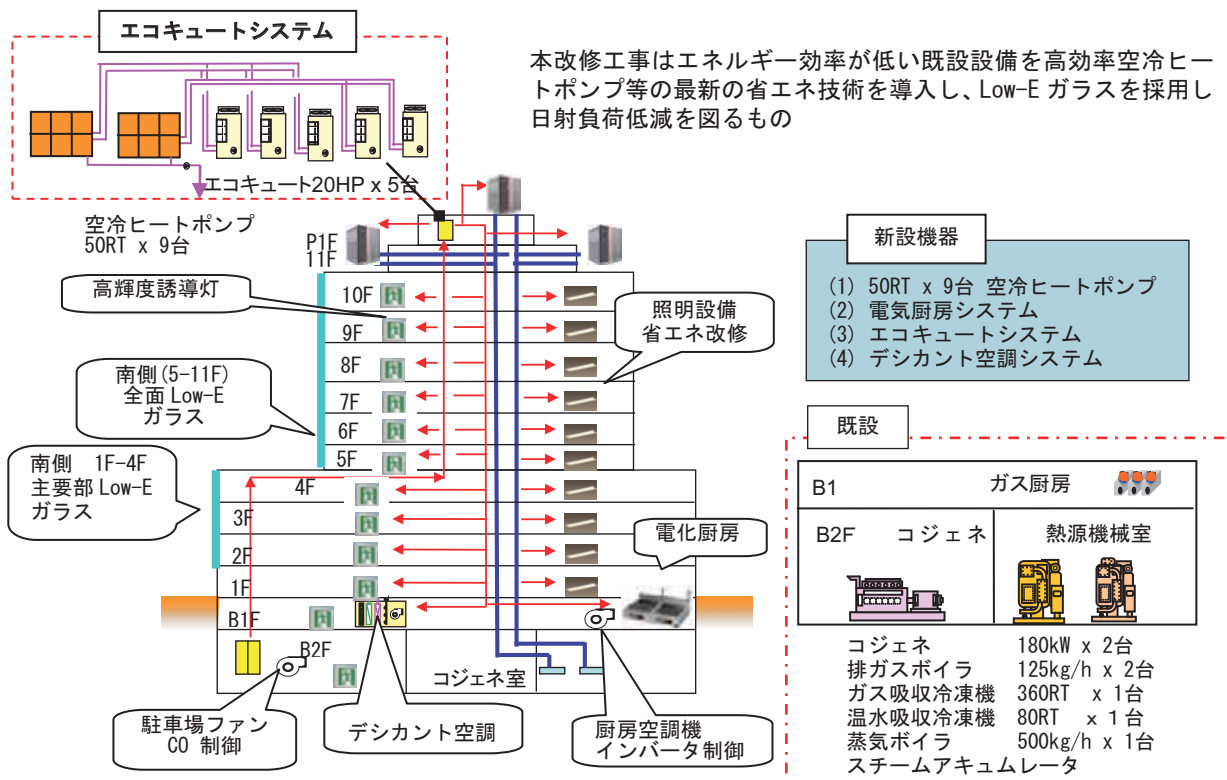 エコキュートシステム
本改修工事はエネルギー効率が低い既設設備を高効率空冷ヒー
トポンプ等の最新の省エネ技術を導入し、Low-E ガラスを採用し
日射負荷低減を図るもの
エコキュート20HP x 5台
空冷ヒートポンプ
50RT x 9台
P1F
11F
高輝度誘導灯
10F
9F
8F
7F
6F
5F
4F
3F
2F
1F
B1F
B2F
照明設備
省エネ改修
南側(5-11F)
全面 Low-E
ガラス
南側 1F-4F
主要部 Low-E
ガラス
電化厨房
コジェネ室
駐車場ファン
CO 制御
デシカント空調
厨房空調機
インバータ制御
新設機器
(1) 50RT x 9台 空冷ヒートポンプ
(2) 電気厨房システム
(3) エコキュートシステム
(4) デシカント空調システム
既設
B1 ガス厨房
B2F コジェネ 熱源機械室
コジェネ 180kW x 2台
排ガスボイラ 125kg/h x 2台
ガス吸収冷凍機 360RT x 1台
温水吸収冷凍機 80RT x 1台
蒸気ボイラ 500kg/h x 1台
スチームアキュムレータ